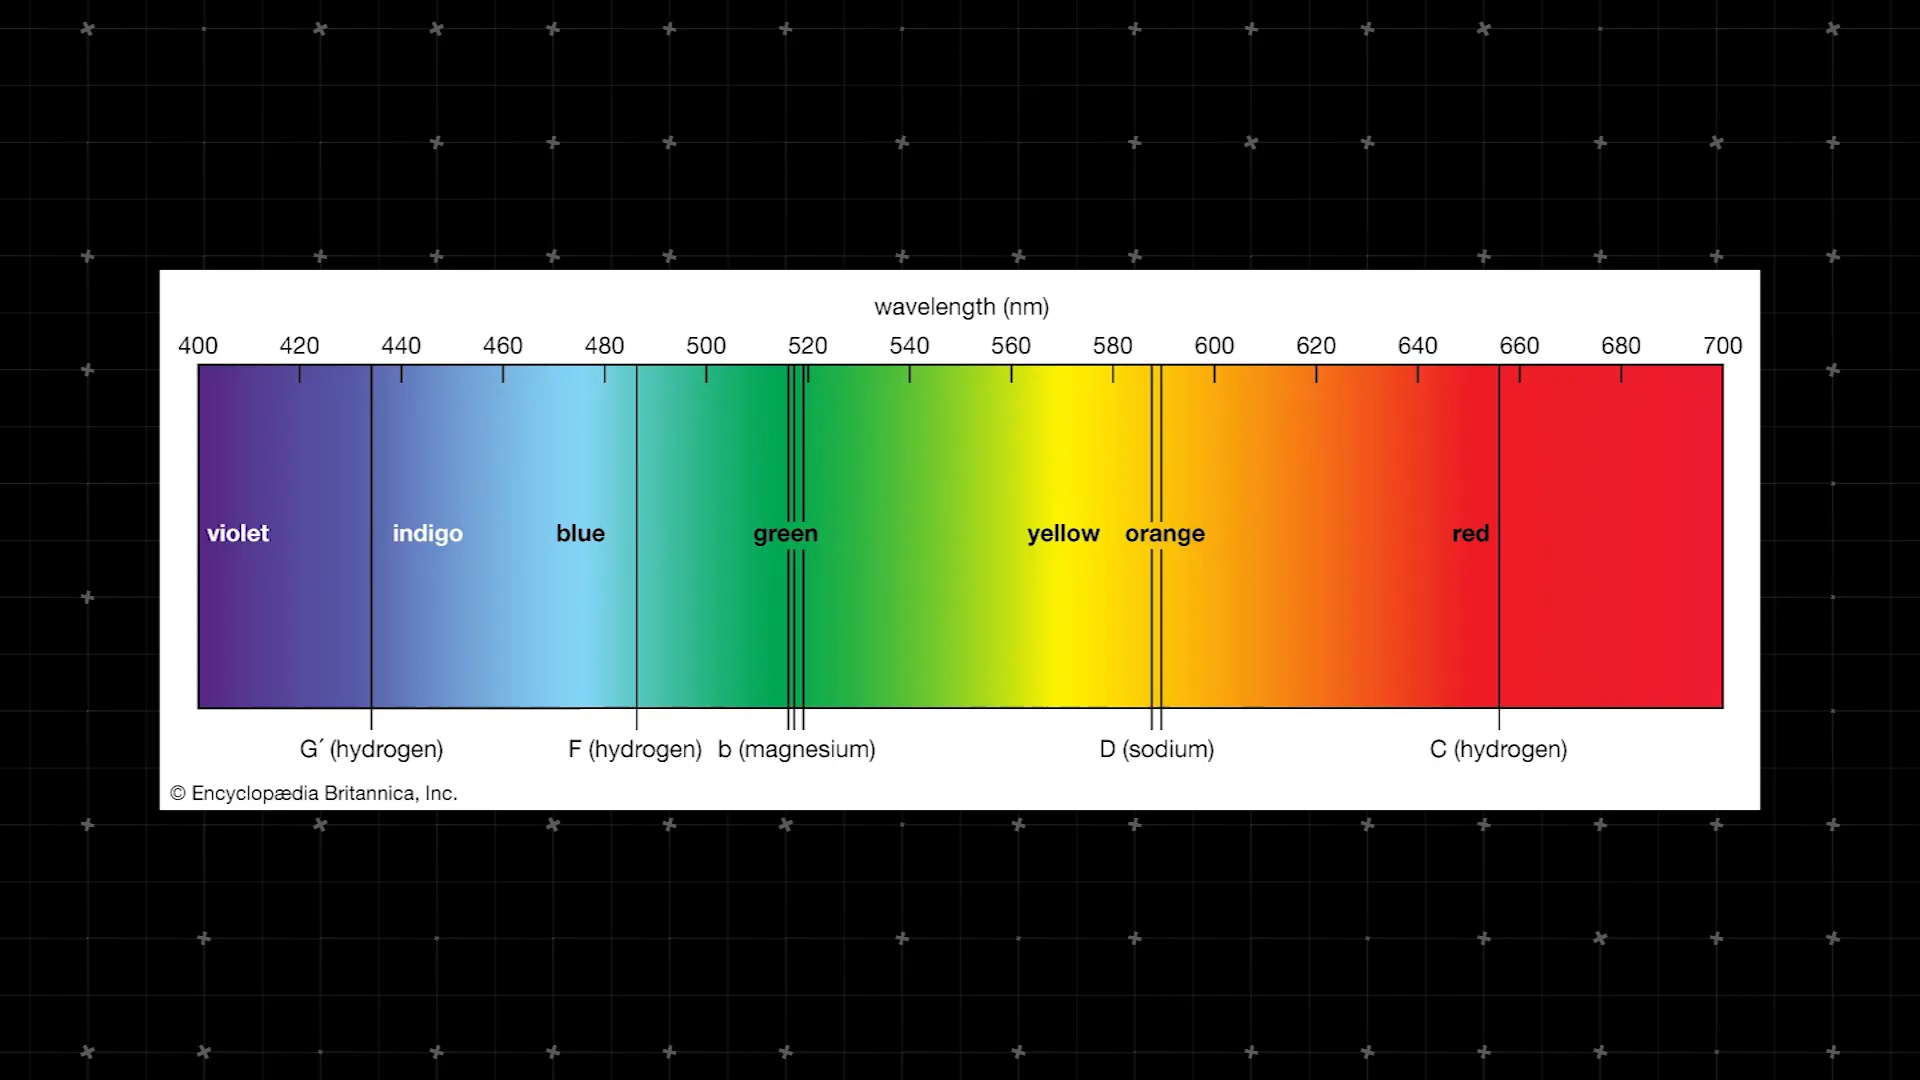 wavelength (nm)
400 420 440 460 480 500 520 540 560 580 600 620 640 660 680 700
violet indigo blue green yellow orange red
G´ (hydrogen) F (hydrogen) b (magnesium) D (sodium) C (hydrogen)
© Encyclopædia Britannica, Inc.